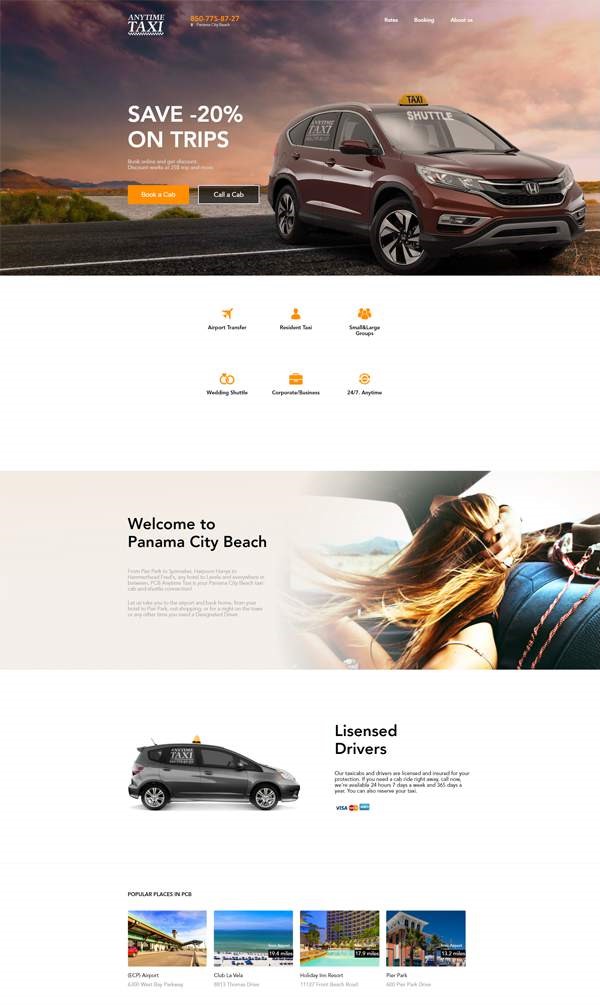 ANYTIME
TAXI
850-775-87-27
Panama City Beach
Rates
Booking
About us
SAVE -20%
ON TRIPS
Book online and get discount.
Discount works at 25$ trip and more.
Book a Cab
Call a Cab
TAXI
SHUTTLE
ANYTIME
TAXI
Airport Transfer
Resident Taxi
Small&Large
Groups
Wedding Shuttle
Corporate/Business
24/7. Anytime
Welcome to
Panama City Beach
From Pier Park to Spinnaker, Harpoon Harrys to
Hammerhead Fred's, any hotel to Lavela and everywhere in
between, PCB Anytime Taxi is your Panama City Beach taxi
cab and shuttle connection!
Let us take you to the airport and back home, from your
hotel to Pier Park, out shopping, or for a night on the town
or any other time you need a Designated Driver.
ANYTIME
TAXI
Lisensed
Drivers
Our taxicabs and drivers are licensed and insured for your
protection. If you need a cab ride right away, call now,
we're available 24 hours 7 days a week and 365 days a
year. You can also reserve your taxi.
VISA
POPULAR PLACES IN PCB
from Airport
19.4 miles
from Airport
17.9 miles
from Airport
13.2 miles
(ECP) Airport
6300 West Bay Parkway
Club La Vela
8813 Thomas Drive
Holiday Inn Resort
11127 Front Beach Road
Pier Park
600 Pier Park Drive